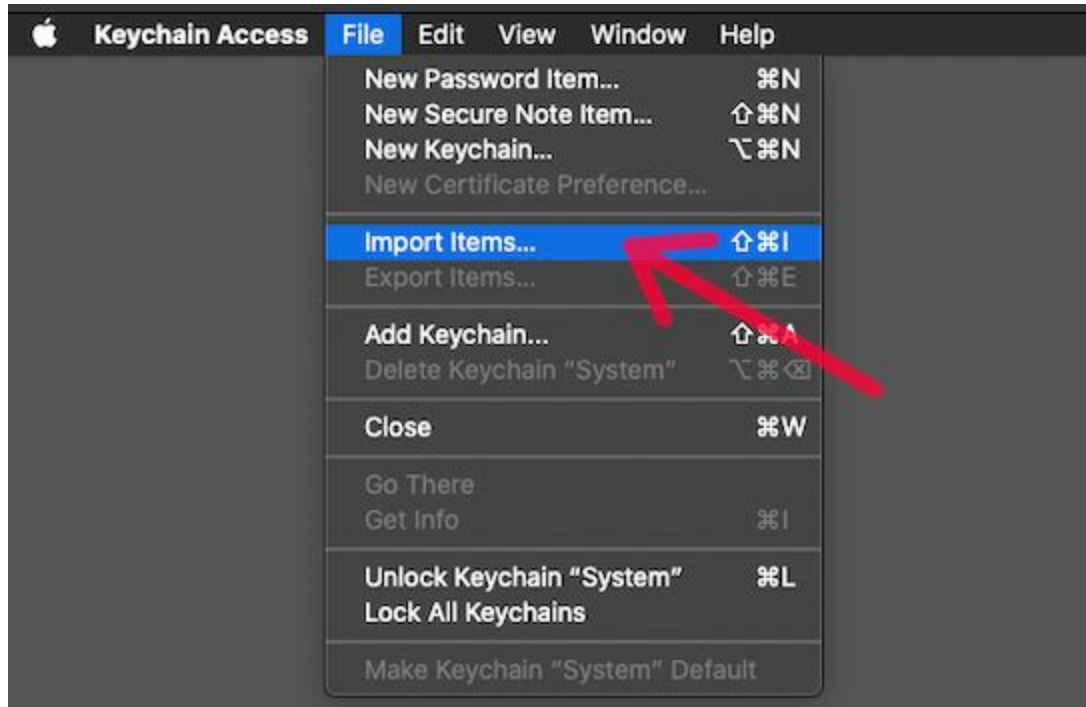 Keychain Access File Edit View Window Help
New Password Item... ⌘N
New Secure Note Item... ⇧⌘N
New Keychain... ⌥⌘N
New Certificate Preference...
Import Items... ⇧⌘I
Export Items... ⇧⌘E
Add Keychain... ⇧⌘A
Delete Keychain “System” ⌥⌘⌫
Close ⌘W
Go There
Get Info ⌘I
Unlock Keychain “System” ⌘L
Lock All Keychains
Make Keychain “System” Default